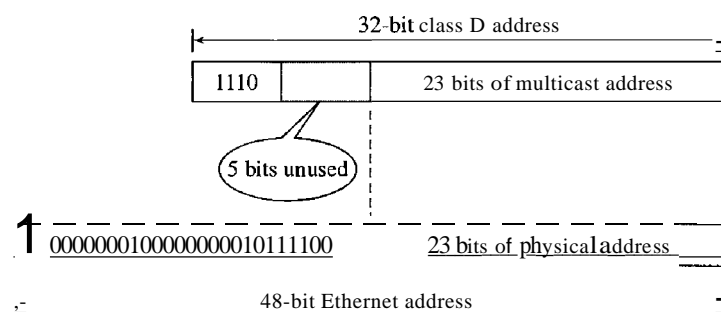 32-bit class D address
1110 23 bits of multicast address
5 bits unused
1 0000000100000000010111100 23 bits of physical address
48-bit Ethernet address